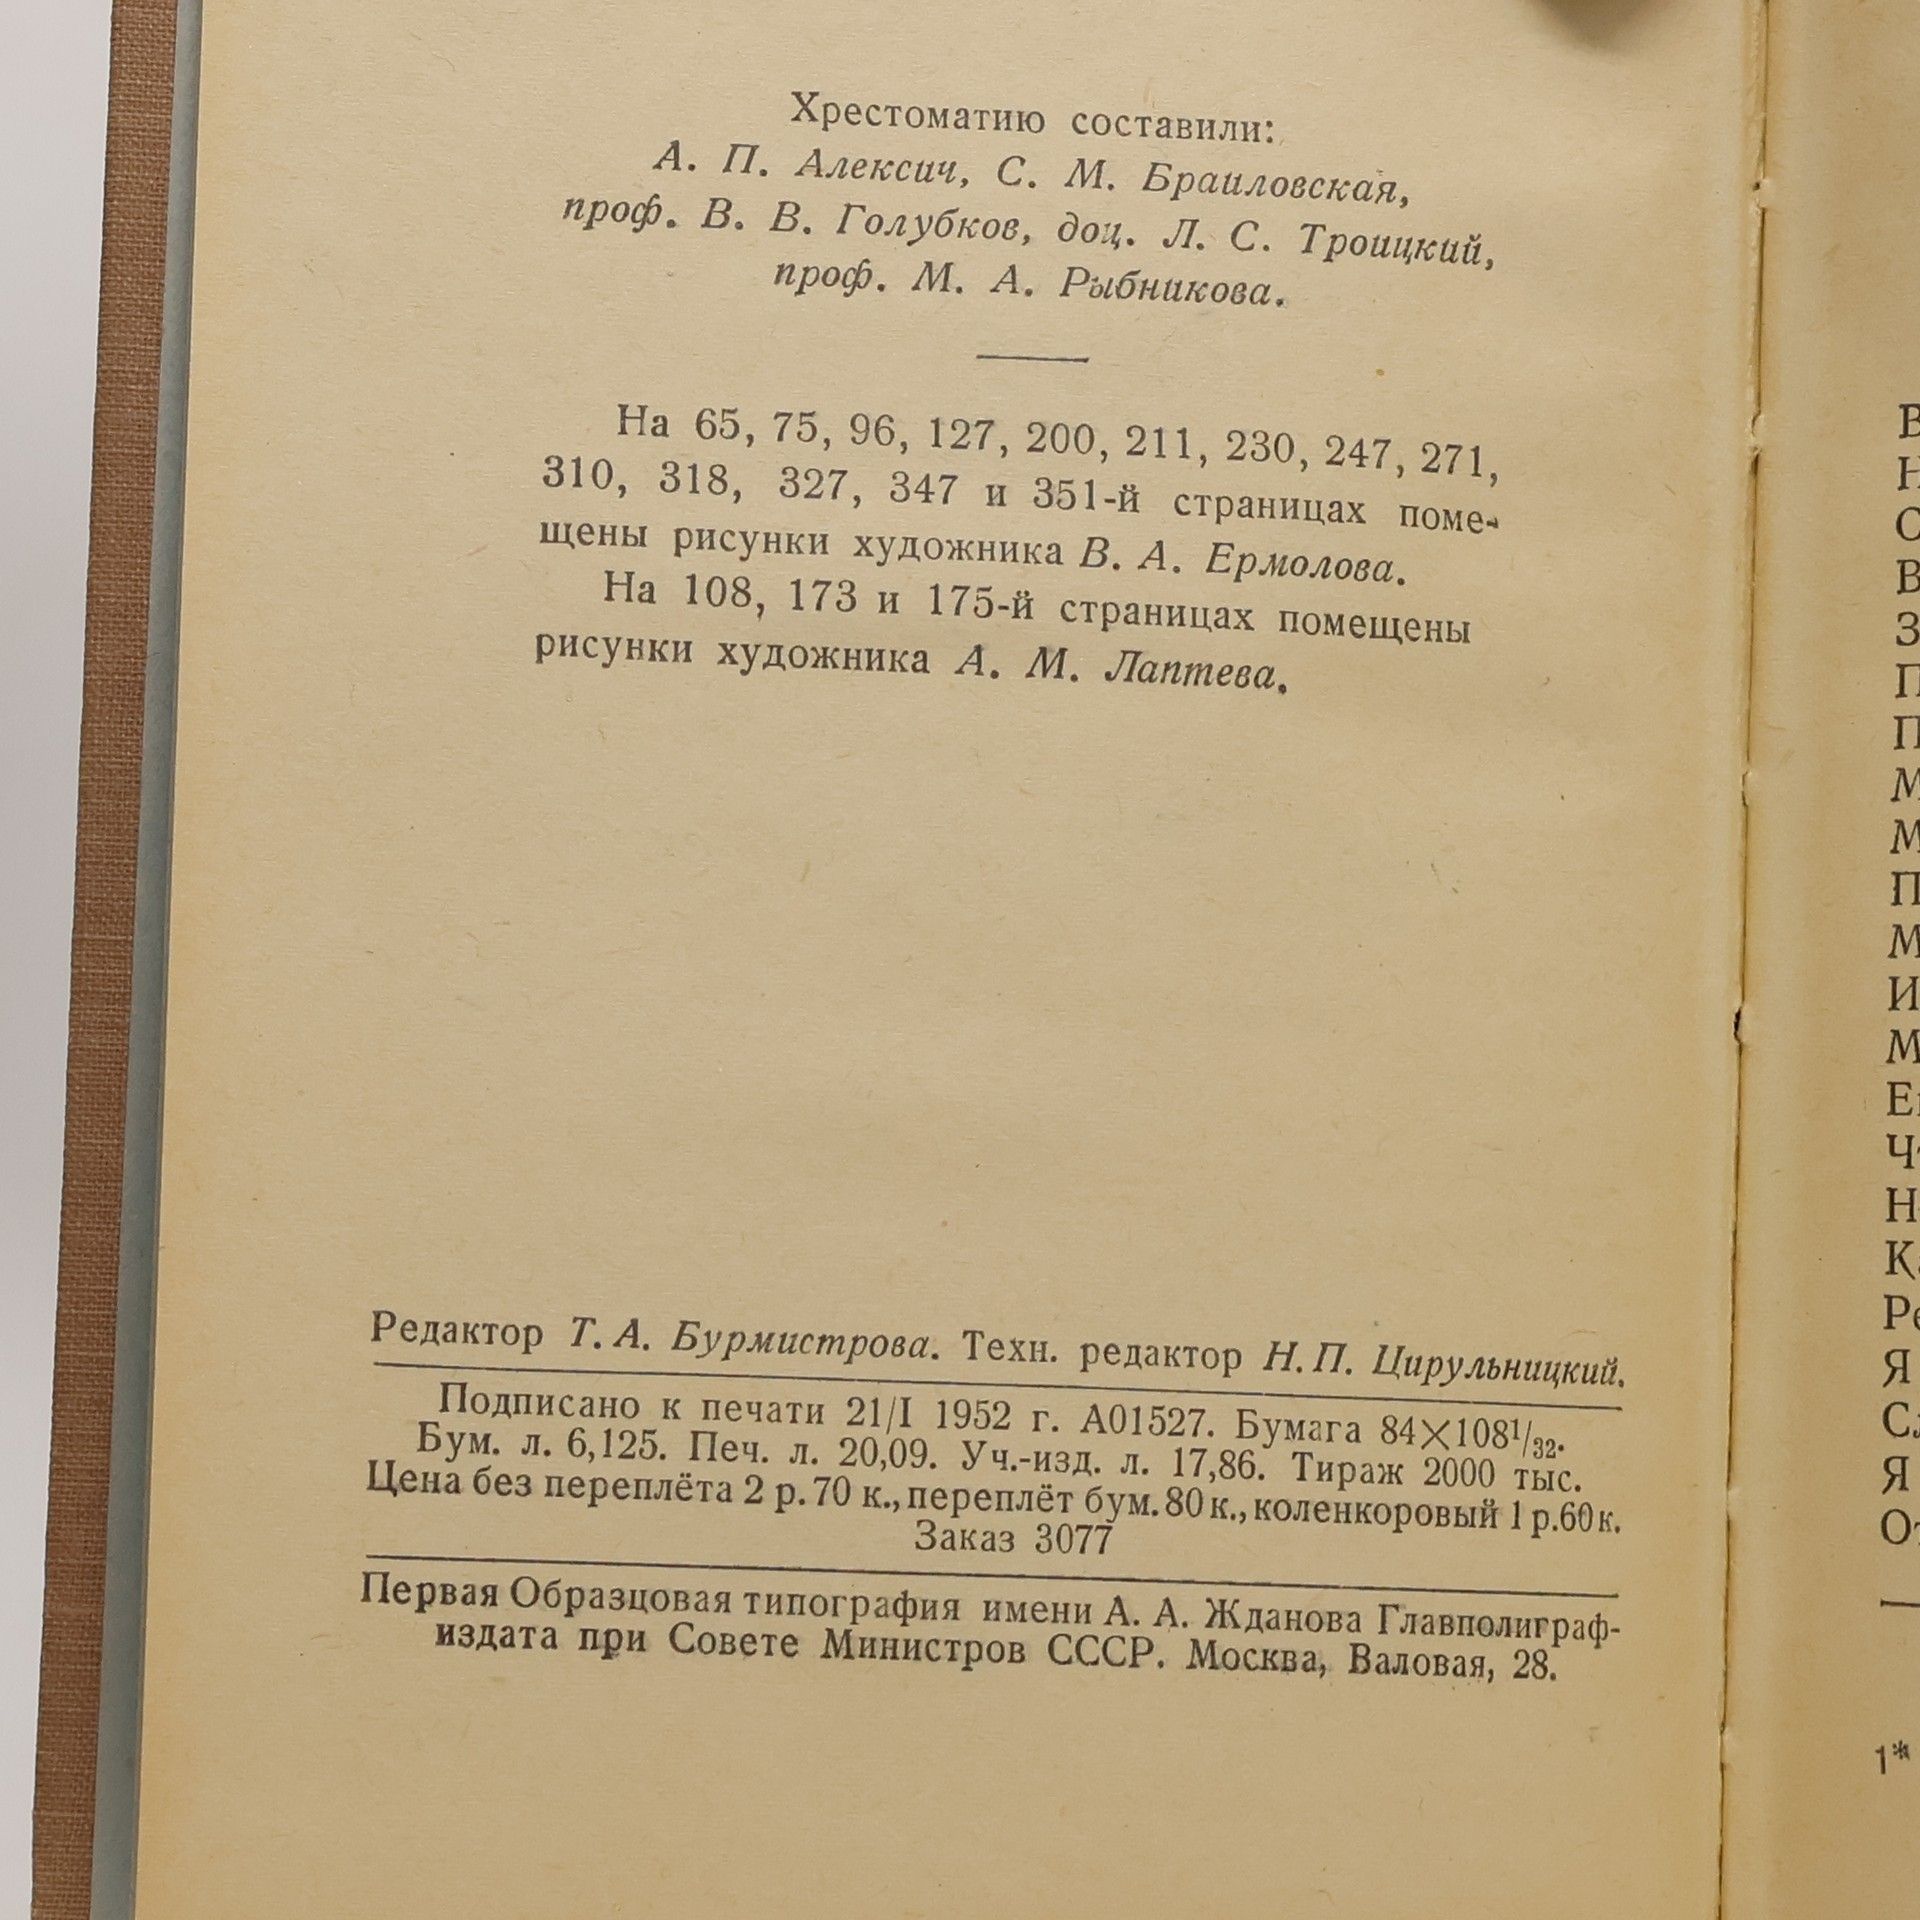 Хрестоматию составили:
А. П. Алексич, С. М. Браиловская,
проф. В. В. Голубков, доц. Л. С. Троицкий,
проф. М. А. Рыбникова.
На 65, 75, 96, 127, 200, 211, 230, 247, 271,
310, 318, 327, 347 и 351-й страницах поме-
щены рисунки художника В. А. Ермолова.
На 108, 173 и 175-й страницах помещены
рисунки художника А. М. Лаптева.
Редактор Т. А. Бурмистрова. Техн. редактор Н. П. Цирульницкий.
Подписано к печати 21/I 1952 г. А01527. Бумага 84×108¹/₃₂.
Бум. л. 6,125. Печ. л. 20,09. Уч.-изд. л. 17,86. Тираж 2000 тыс.
Цена без переплёта 2 р. 70 к., переплёт бум. 80 к., коленкоровый 1 р. 60 к.
Заказ 3077
Первая Образцовая типография имени А. А. Жданова Главполиграф-
издата при Совете Министров СССР. Москва, Валовая, 28.
Я
Я
1*